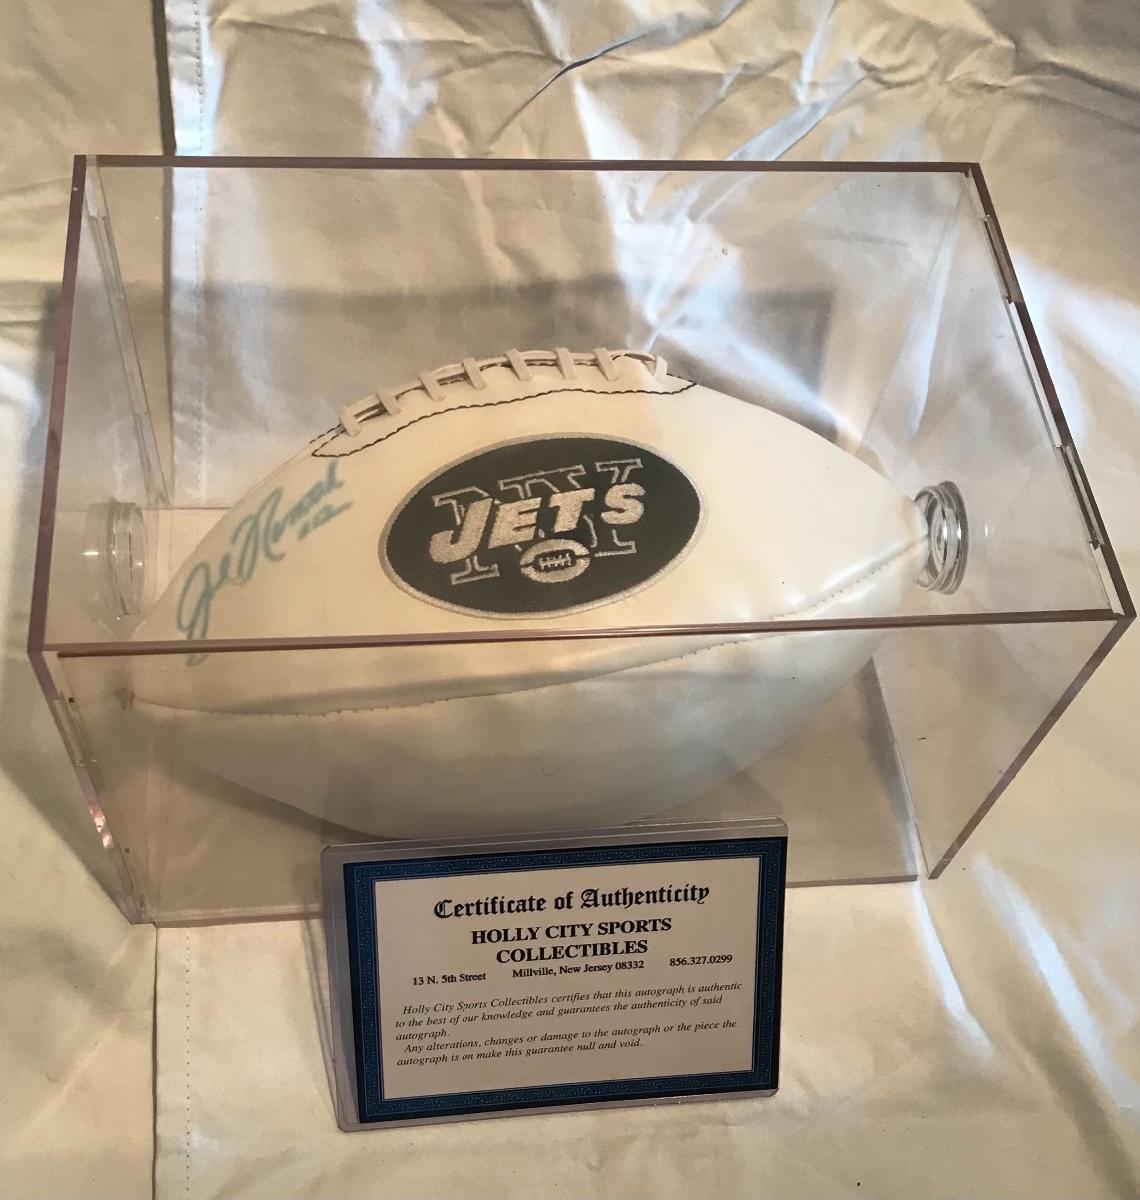 Joe Namath
12
NY
JETS
Certificate of Authenticity
HOLLY CITY SPORTS
COLLECTIBLES
13 N. 5th Street Millville, New Jersey 08332 856.327.0299
Holly City Sports Collectibles certifies that this autograph is authentic
to the best of our knowledge and guarantees the authenticity of said
autograph.
Any alterations, changes or damage to the autograph or the piece the
autograph is on make this guarantee null and void.